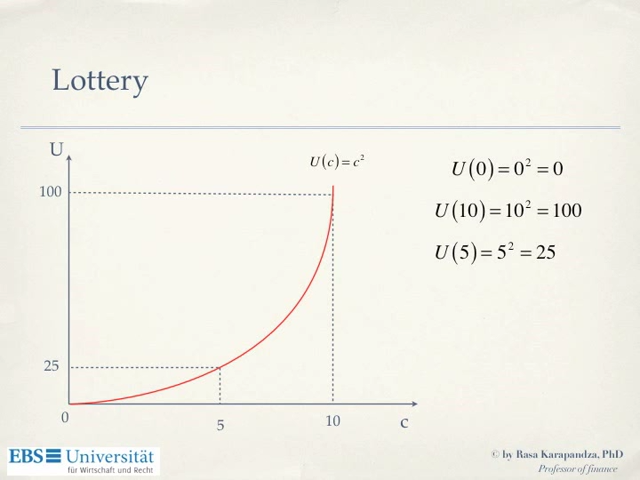 Lottery
U
U(c)=c²
100
25
0
5
10
c
U(0)=0²=0
U(10)=10²=100
U(5)=5²=25
EBS Universität
für Wirtschaft und Recht
© by Rasa Karapandza, PhD
Professor of finance